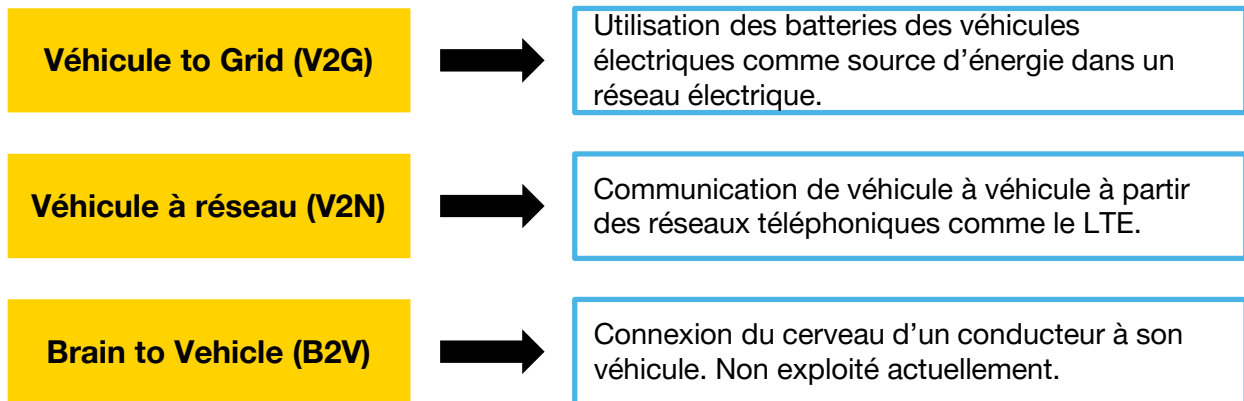 Véhicule to Grid (V2G)
Utilisation des batteries des véhicules
électriques comme source d’énergie dans un
réseau électrique.
Véhicule à réseau (V2N)
Communication de véhicule à véhicule à partir
des réseaux téléphoniques comme le LTE.
Brain to Vehicle (B2V)
Connexion du cerveau d’un conducteur à son
véhicule. Non exploité actuellement.